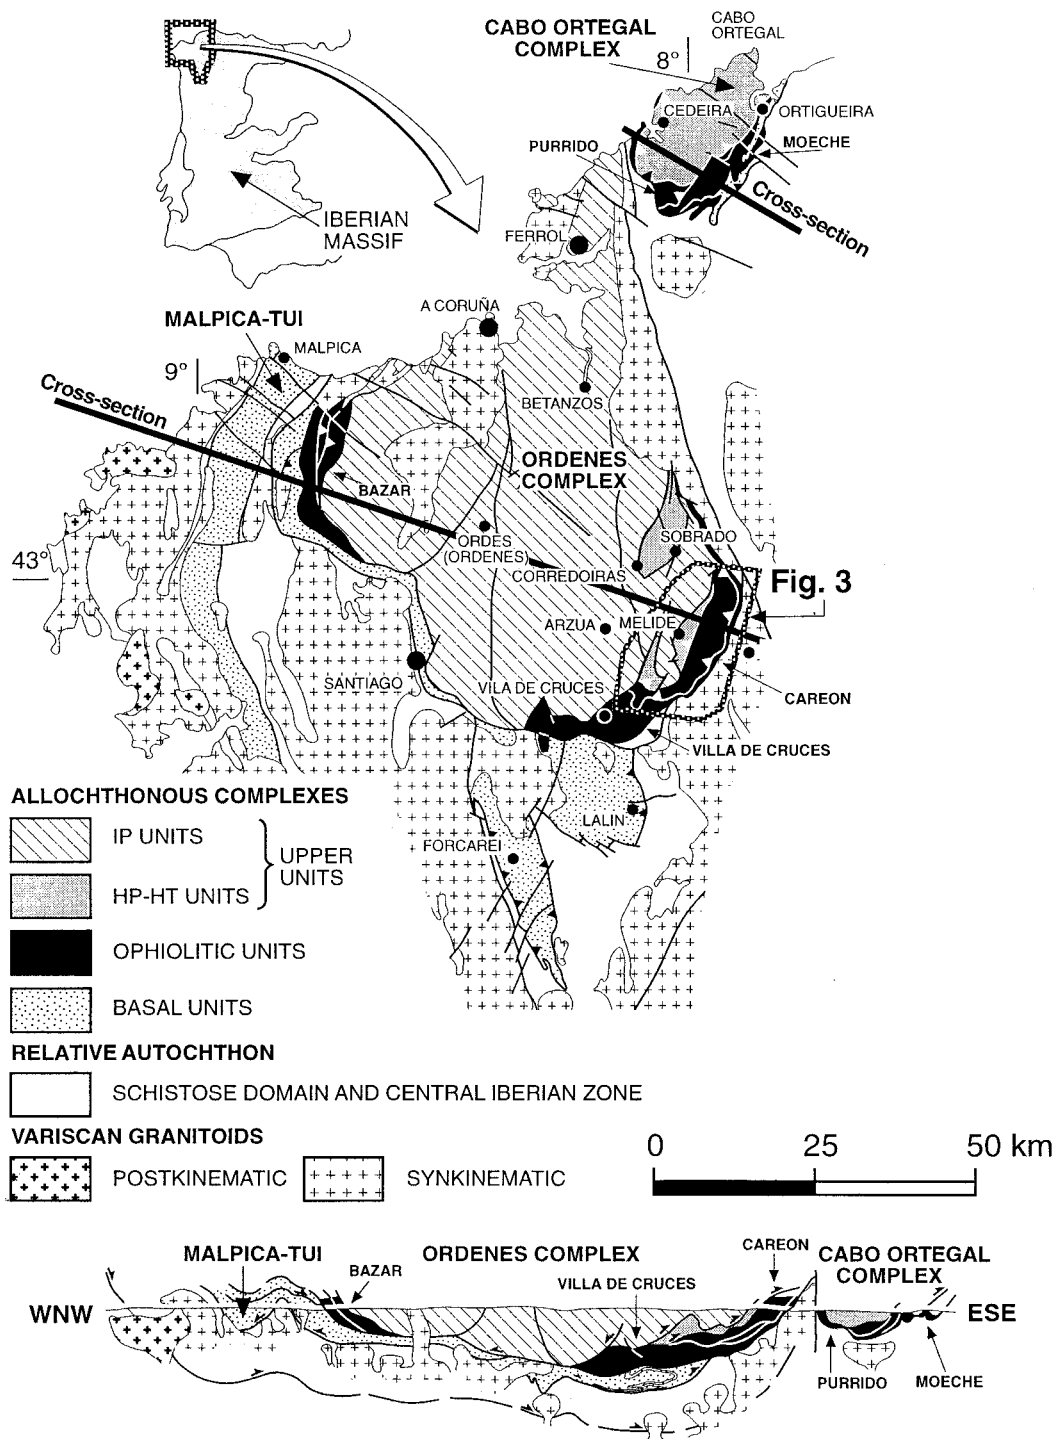 CABO ORTEGAL
COMPLEX
CABO
ORTEGAL
8°
CEDEIRA
ORTIGUEIRA
PURRIDO
MOECHE
Cross-section
IBERIAN
MASSIF
FERROL
A CORUÑA
MALPICA-TUI
MALPICA
9°
Cross-section
BETANZOS
ORDENES
COMPLEX
BAZAR
ORDES
(ORDENES)
SOBRADO
43°
CORREDOIRAS
Fig. 3
ARZUA
MELIDE
SANTIAGO
VILA DE CRUCES
CAREON
VILLA DE CRUCES
LALIN
FORCAREI
ALLOCHTHONOUS COMPLEXES
IP UNITS
UPPER
UNITS
HP-HT UNITS
OPHIOLITIC UNITS
BASAL UNITS
RELATIVE AUTOCHTHON
SCHISTOSE DOMAIN AND CENTRAL IBERIAN ZONE
VARISCAN GRANITOIDS
POSTKINEMATIC
SYNKINEMATIC
0 25 50 km
MALPICA-TUI
ORDENES COMPLEX
CAREON
CABO ORTEGAL
COMPLEX
BAZAR
VILLA DE CRUCES
WNW
ESE
PURRIDO
MOECHE